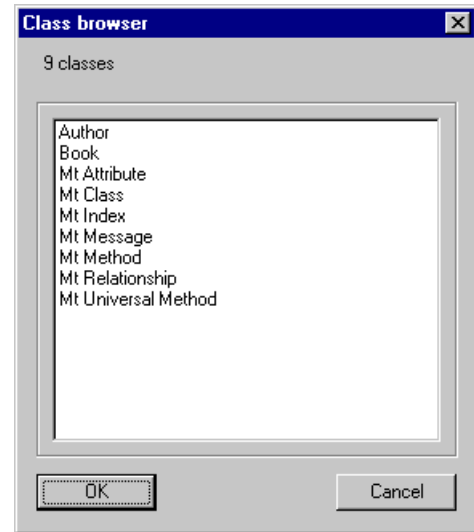 Class browser
9 classes
Author
Book
Mt Attribute
Mt Class
Mt Index
Mt Message
Mt Method
Mt Relationship
Mt Universal Method
OK
Cancel